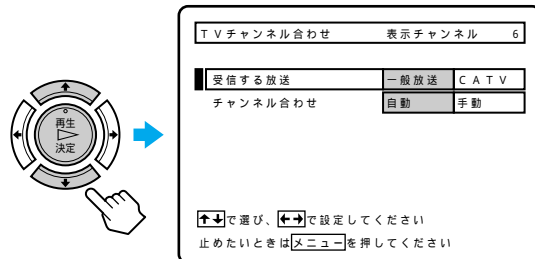 TVチャンネル合わせ 表示チャンネル 6
受信する放送 一般放送 CATV
チャンネル合わせ 自動 手動
再生
決定
↑↓で選び、←→で設定してください
止めたいときはメニューを押してください